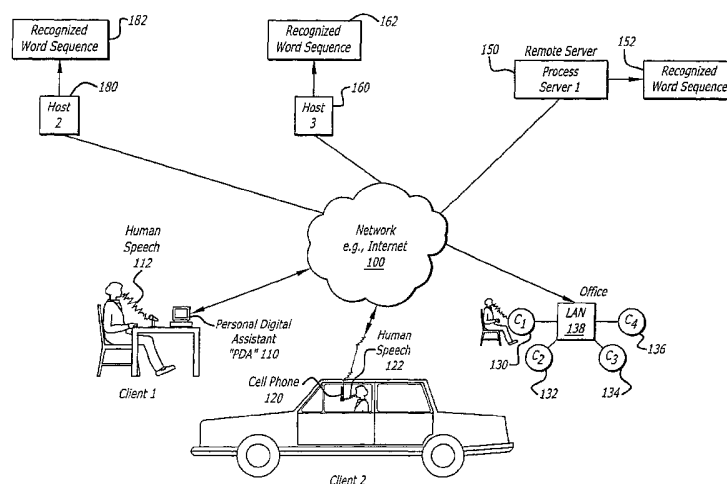 182
Recognized
Word Sequence
180
Host
2
162
Recognized
Word Sequence
160
Host
3
Remote Server
150
Process
Server 1
152
Recognized
Word Sequence
Network
e.g., Internet
100
Human
Speech
112
Personal Digital
Assistant
"PDA" 110
Client 1
Human
Speech
122
Cell Phone
120
Client 2
Office
LAN
138
C1
130
C2
132
C3
134
C4
136